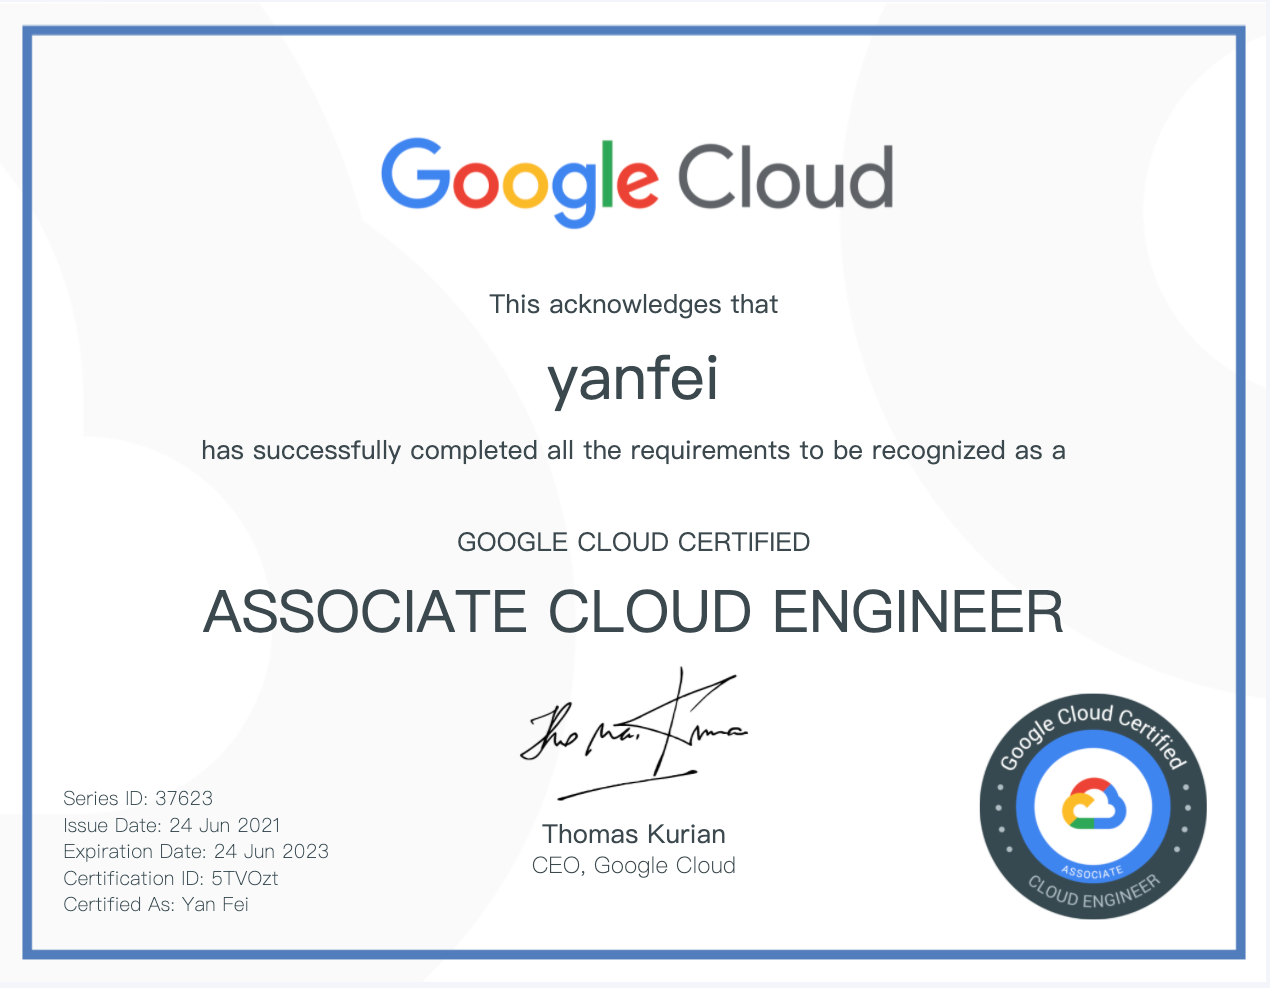 Google Cloud
This acknowledges that
yanfei
has successfully completed all the requirements to be recognized as a
GOOGLE CLOUD CERTIFIED
ASSOCIATE CLOUD ENGINEER
Series ID: 37623
Issue Date: 24 Jun 2021
Expiration Date: 24 Jun 2023
Certification ID: 5TVOzt
Certified As: Yan Fei
Thomas Kurian
CEO, Google Cloud
Google Cloud Certified
ASSOCIATE
CLOUD ENGINEER